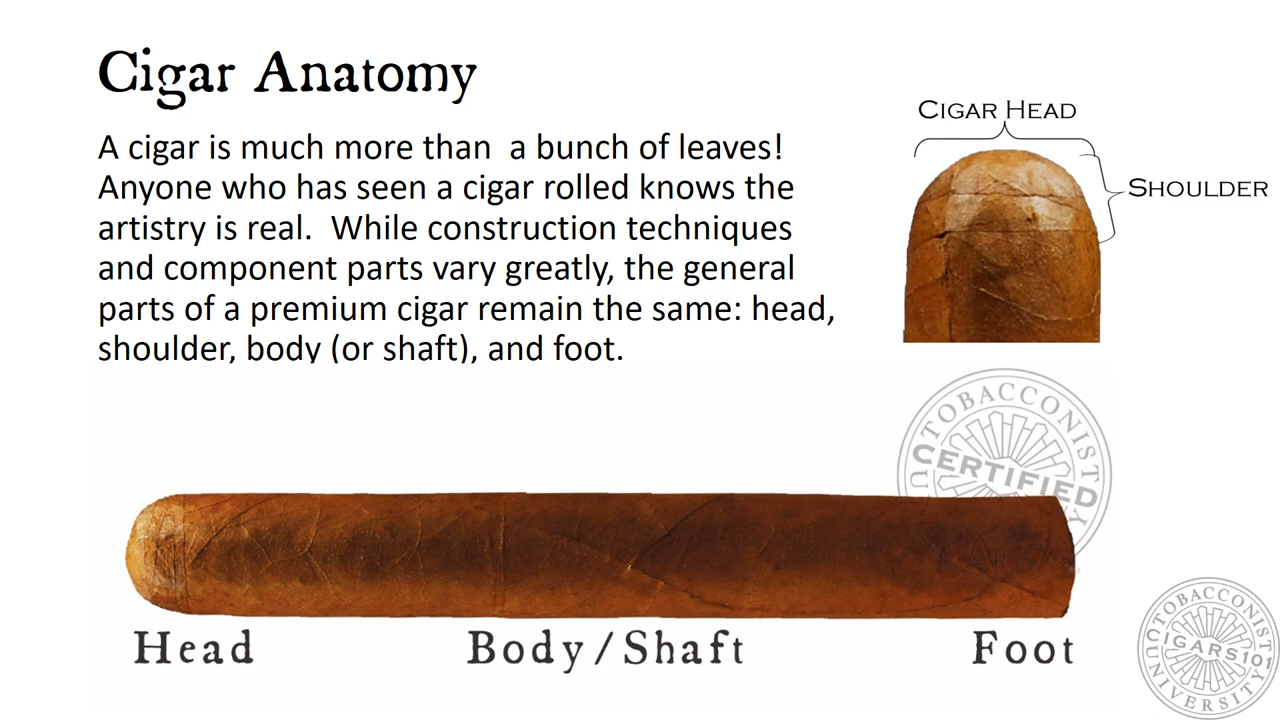 Cigar Anatomy
A cigar is much more than  a bunch of leaves!
Anyone who has seen a cigar rolled knows the
artistry is real.  While construction techniques
and component parts vary greatly, the general
parts of a premium cigar remain the same: head,
shoulder, body (or shaft), and foot.
CIGAR HEAD
SHOULDER
TOBACCONIST
CERTIFIED
Head Body/Shaft Foot
TOBACCONIST
CIGARS101
UNIVERSITY